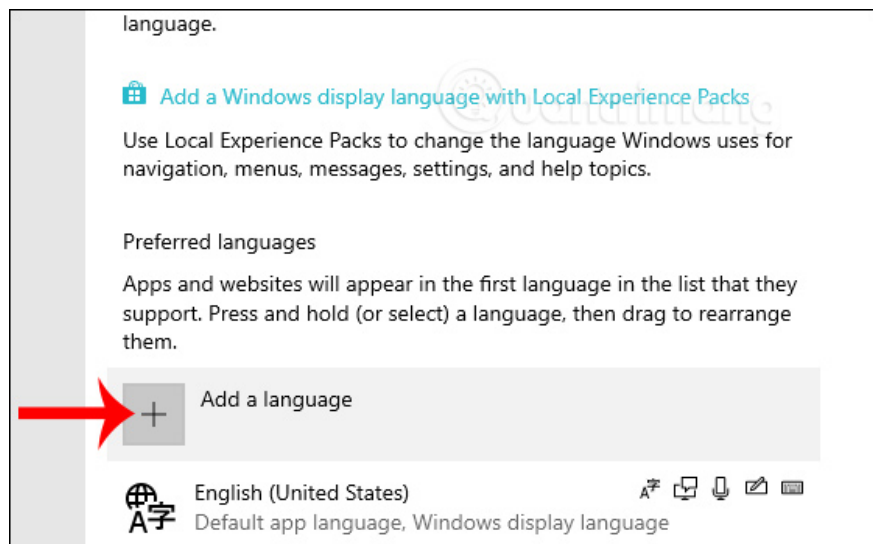 language.
Add a Windows display language with Local Experience Packs
Use Local Experience Packs to change the language Windows uses for
navigation, menus, messages, settings, and help topics.
Preferred languages
Apps and websites will appear in the first language in the list that they
support. Press and hold (or select) a language, then drag to rearrange
them.
Add a language
English (United States)
Default app language, Windows display language